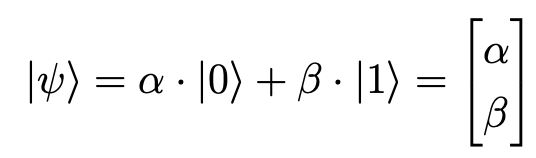 |ψ⟩ = α · |0⟩ + β · |1⟩ = [α
β]